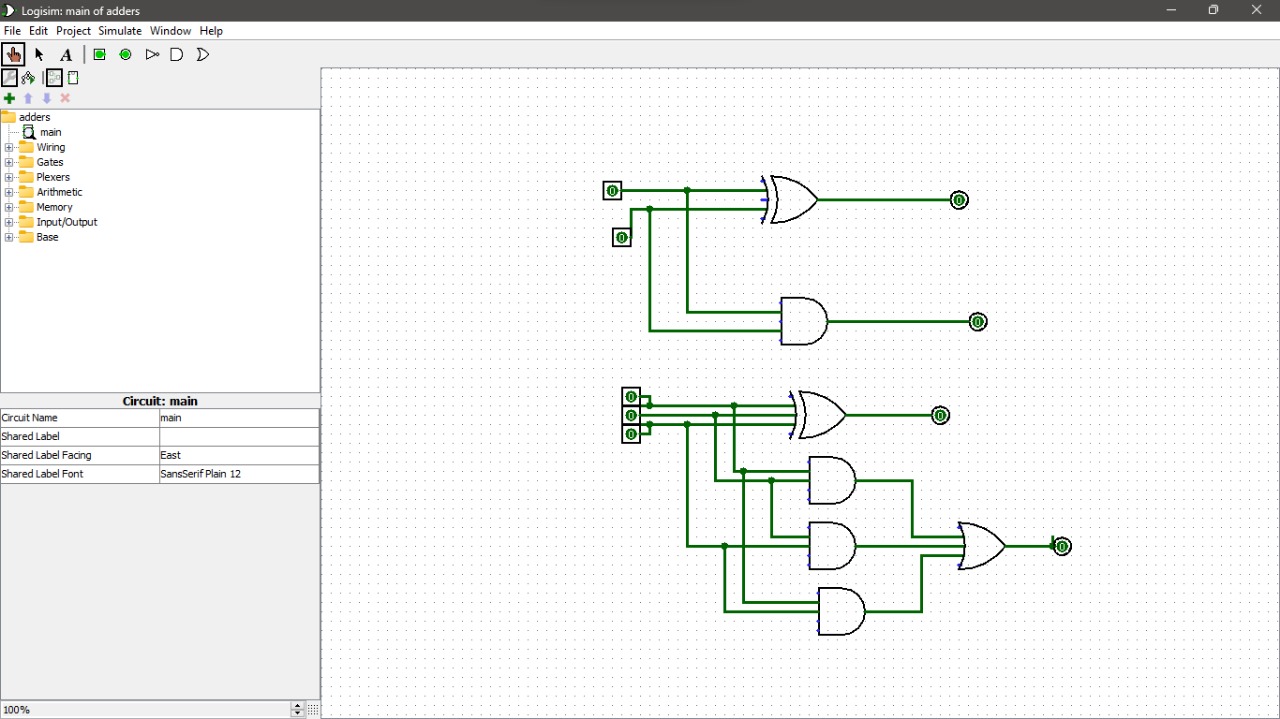 Logisim: main of adders
File Edit Project Simulate Window Help
A
adders
main
Wiring
Gates
Plexers
Arithmetic
Memory
Input/Output
Base
Circuit: main
Circuit Name main
Shared Label
Shared Label Facing East
Shared Label Font SansSerif Plain 12
100%
0
0
0
0
0
0
0
0
0